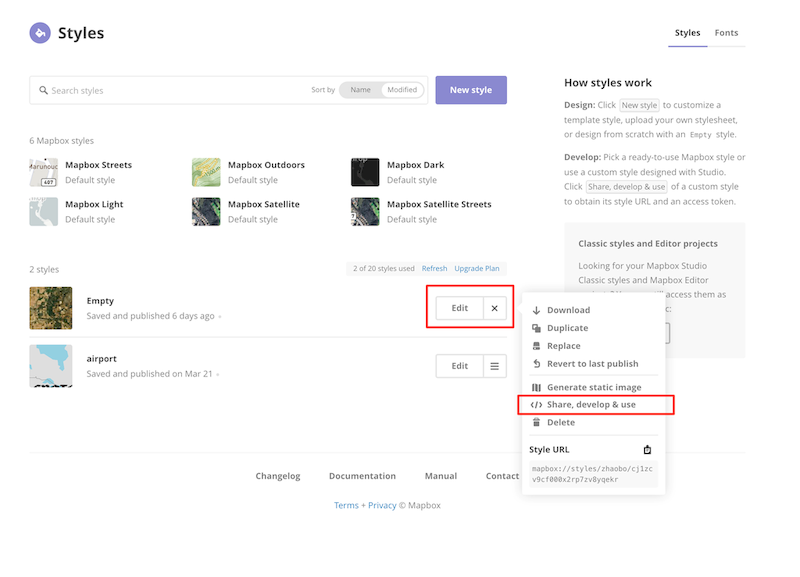 Styles
Styles Fonts
Search styles
Sort by Name Modified
New style
6 Mapbox styles
Mapbox Streets
Default style
Mapbox Outdoors
Default style
Mapbox Dark
Default style
Mapbox Light
Default style
Mapbox Satellite
Default style
Mapbox Satellite Streets
Default style
2 styles
2 of 20 styles used Refresh Upgrade Plan
Empty
Saved and published 6 days ago
Edit
airport
Saved and published on Mar 21
Edit
How styles work
Design: Click New style to customize a
template style, upload your own stylesheet,
or design from scratch with an Empty style.
Develop: Pick a ready-to-use Mapbox style or
use a custom style designed with Studio.
Click Share, develop & use of a custom style
to obtain its style URL and an access token.
Classic styles and Editor projects
Looking for your Mapbox Studio
Classic styles and Mapbox Editor
access them as
Download
Duplicate
Replace
Revert to last publish
Generate static image
Share, develop & use
Delete
Style URL
mapbox://styles/zhaobo/cj1zc
v9cf000x2rp7zv8yqekr
Changelog Documentation Manual Contact
Terms + Privacy © Mapbox